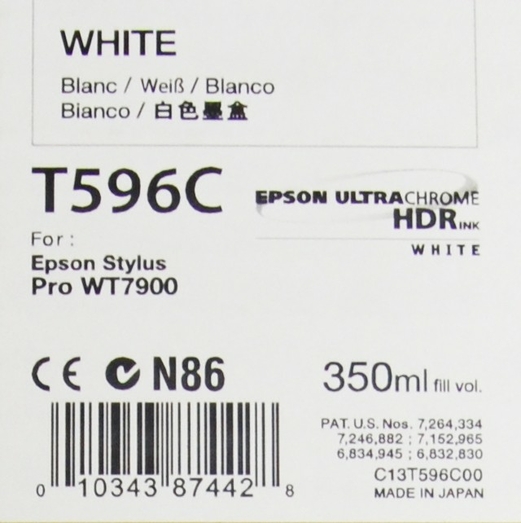 WHITE
Blanc / Weiß / Blanco
Bianco / 白色墨盒
T596C
EPSON ULTRACHROME
HDR INK
WHITE
For :
Epson Stylus
Pro WT7900
CE N86
350ml fill vol.
PAT. U.S. Nos. 7,264,334
7,246,882 ; 7,152,965
6,834,945 ; 6,832,830
C13T596C00
MADE IN JAPAN
0 10343 87442 8